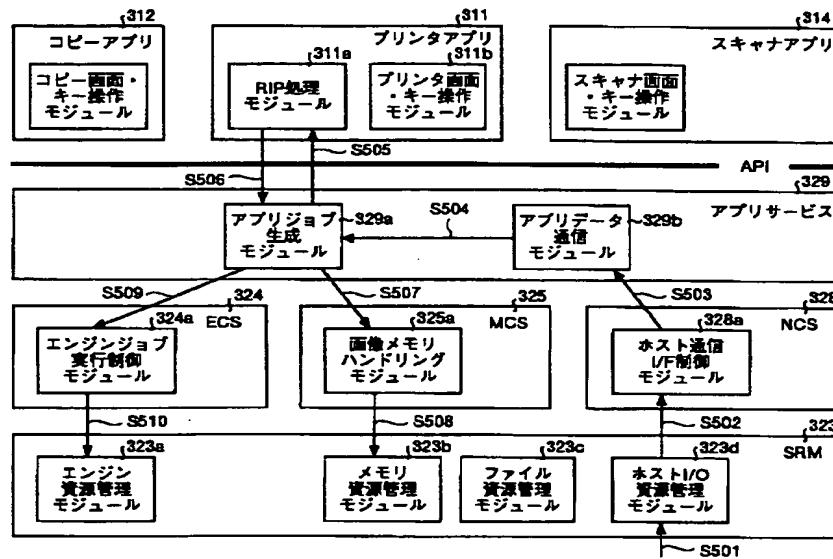 312
コピーアプリ
コピー画面・
キー操作
モジュール
311
プリンタアプリ
311a
RIP処理
モジュール
311b
プリンタ画面
・キー操作
モジュール
314
スキャナアプリ
スキャナ画面
・キー操作
モジュール
S505
S506
API
329
アプリサービス
アプリジョブ
生成
モジュール
329a
S504
アプリデータ
通信
モジュール
329b
S509
S507
S503
324
ECS
324a
エンジンジョブ
実行制御
モジュール
325
MCS
325a
画像メモリ
ハンドリング
モジュール
328
NCS
328a
ホスト通信
I/F制御
モジュール
S510
S508
S502
323
SRM
323a
エンジン
資源管理
モジュール
323b
メモリ
資源管理
モジュール
323c
ファイル
資源管理
モジュール
323d
ホストI/O
資源管理
モジュール
S501